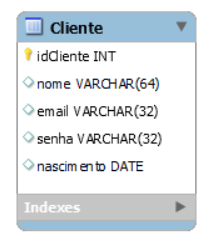 Cliente
idCliente INT
nome VARCHAR(64)
email VARCHAR(32)
senha VARCHAR(32)
nascimento DATE
Indexes